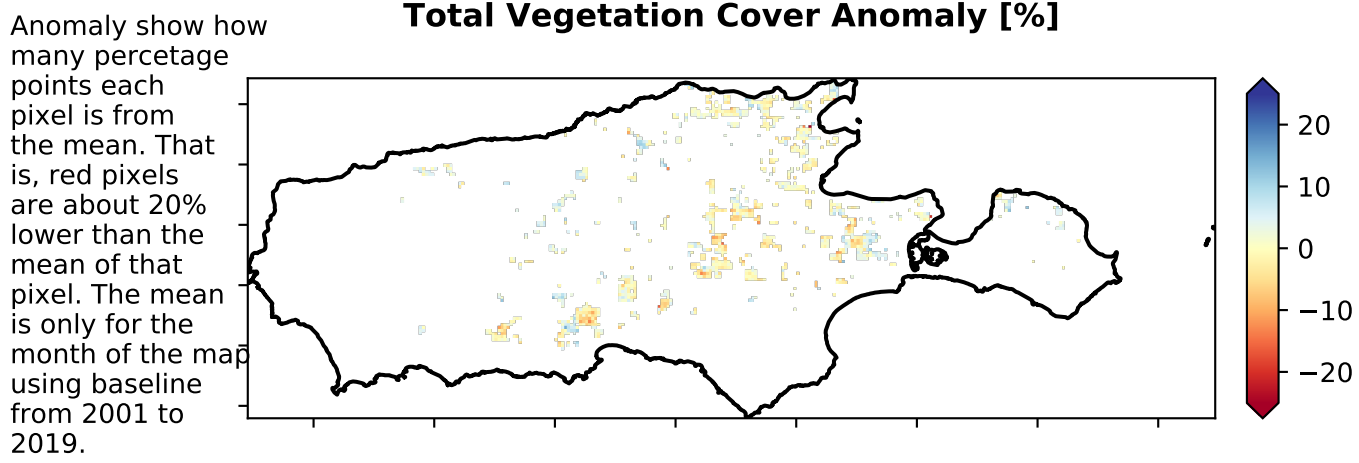 Total Vegetation Cover Anomaly [%]
Anomaly show how
many percetage
points each
pixel is from
the mean. That
is, red pixels
are about 20%
lower than the
mean of that
pixel. The mean
is only for the
month of the map
using baseline
from 2001 to
2019.
20
10
0
−10
−20